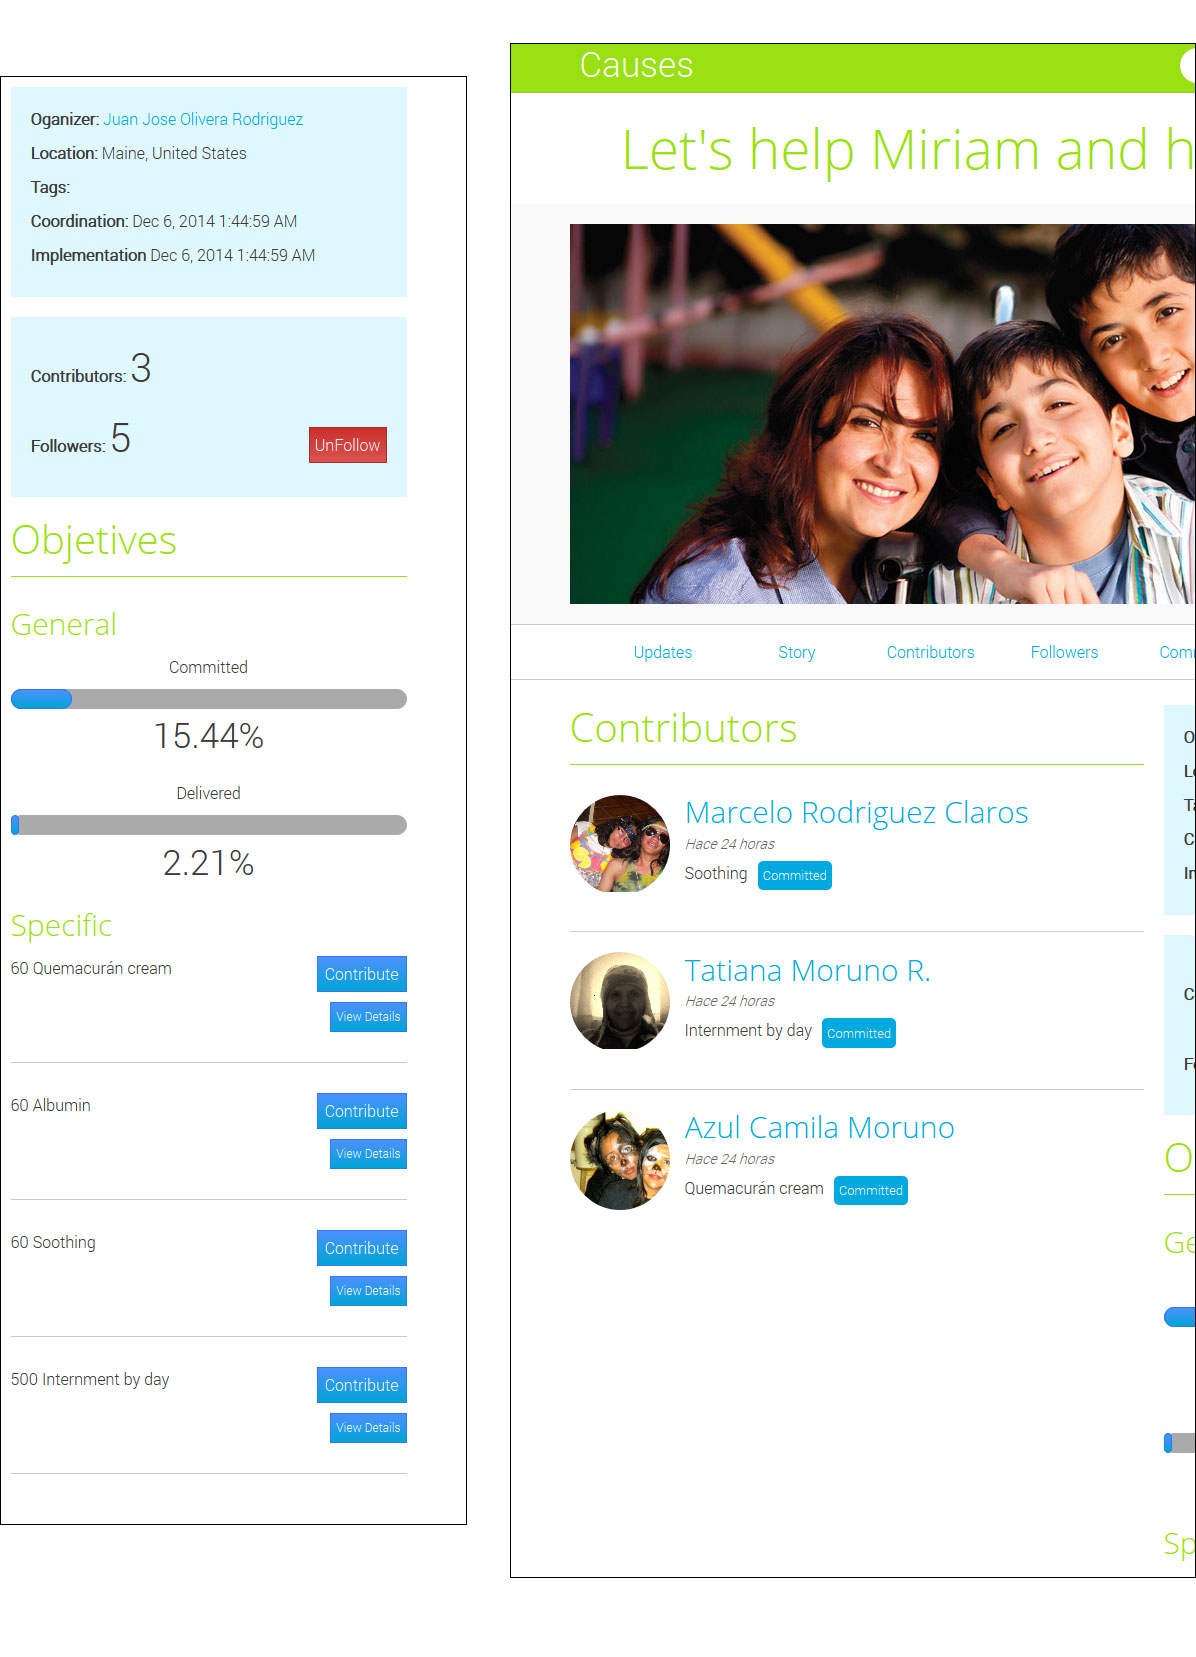 Oganizer: Juan Jose Olivera Rodriguez
Location: Maine, United States
Tags:
Coordination: Dec 6, 2014 1:44:59 AM
Implementation Dec 6, 2014 1:44:59 AM
Contributors: 3
Followers: 5
UnFollow
Objetives
General
Committed
15.44%
Delivered
2.21%
Specific
60 Quemacurán cream
Contribute
View Details
60 Albumin
Contribute
View Details
60 Soothing
Contribute
View Details
500 Internment by day
Contribute
View Details
Causes
Let's help Miriam and h
Updates Story Contributors Followers Com
Contributors
Marcelo Rodriguez Claros
Hace 24 horas
Soothing Committed
Tatiana Moruno R.
Hace 24 horas
Internment by day Committed
Azul Camila Moruno
Hace 24 horas
Quemacurán cream Committed
O
L
T
C
I
C
F
O
Ge
Sp